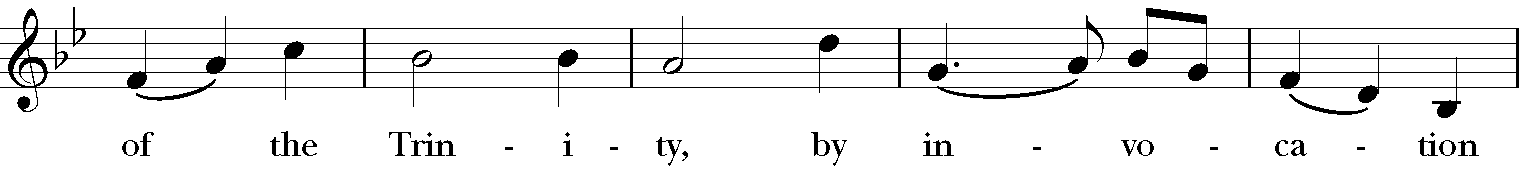 of the Trin - i - ty, by in - vo - ca - tion